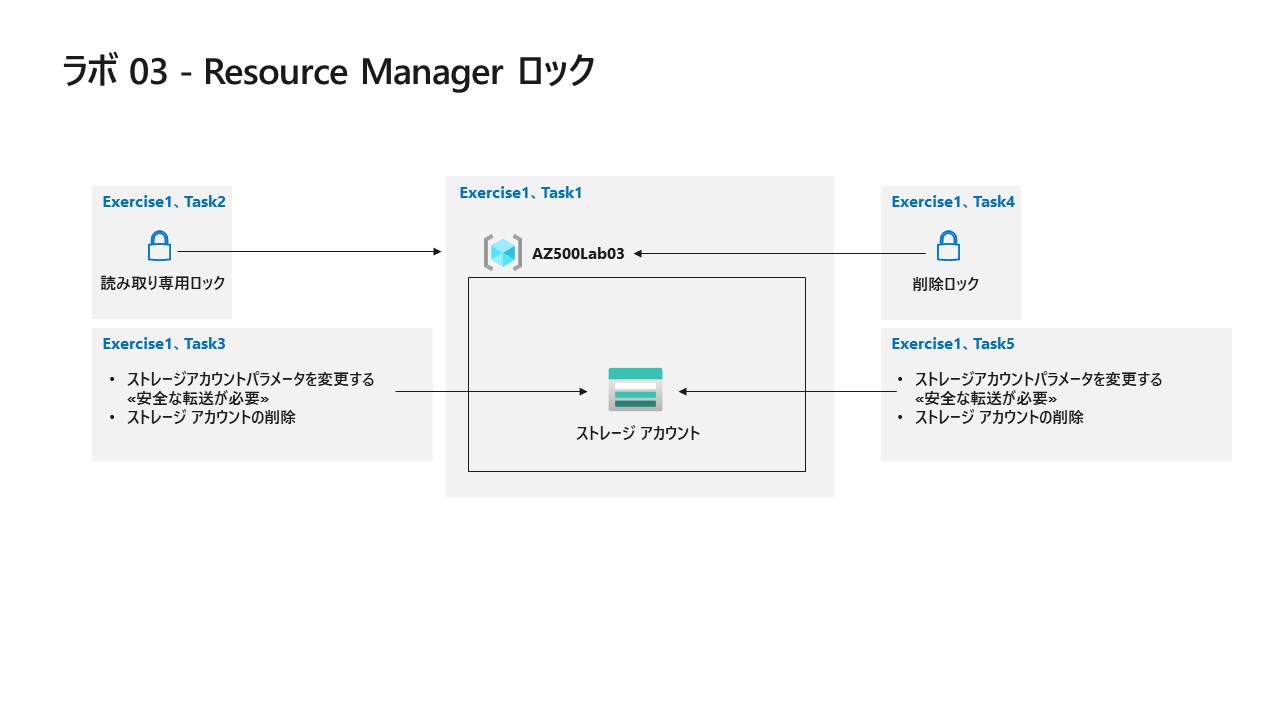 ラボ 03 - Resource Manager ロック
Exercise1、Task2
読み取り専用ロック
Exercise1、Task3
• ストレージアカウントパラメータを変更する
«安全な転送が必要»
• ストレージ アカウントの削除
Exercise1、Task1
AZ500Lab03
ストレージ アカウント
Exercise1、Task4
削除ロック
Exercise1、Task5
• ストレージアカウントパラメータを変更する
«安全な転送が必要»
• ストレージ アカウントの削除